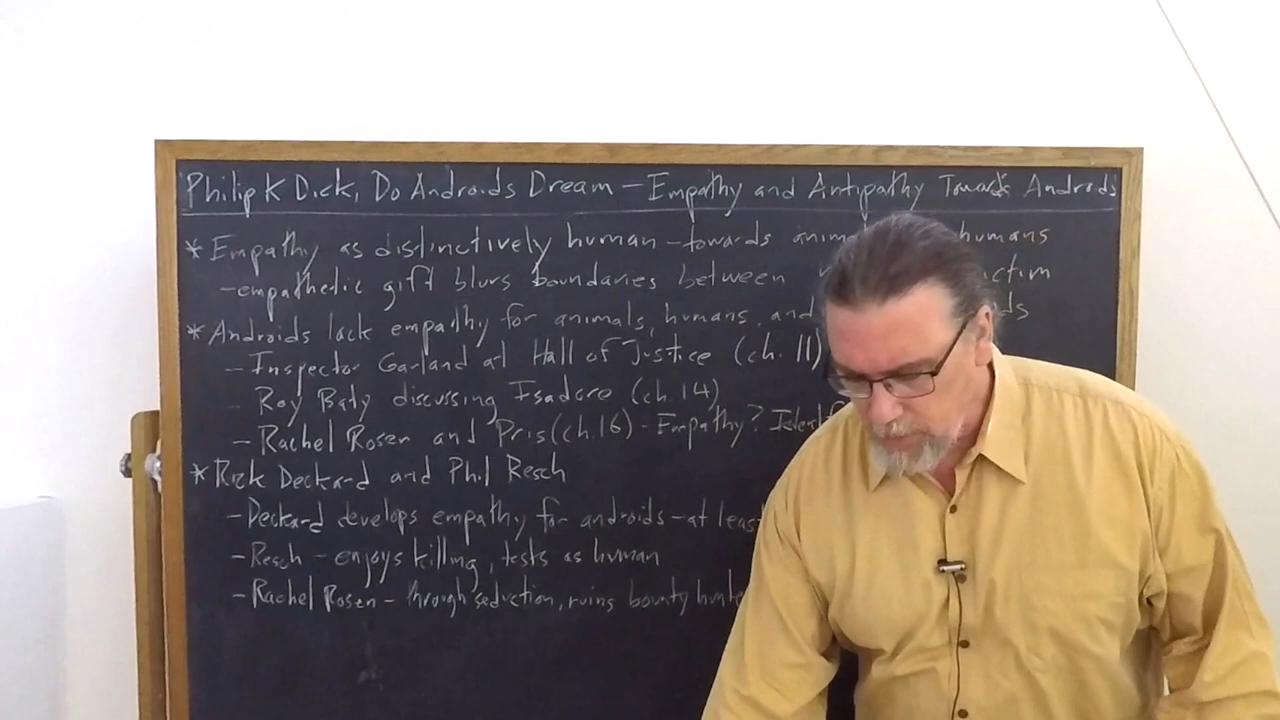 Philip K Dick, Do Androids Dream — Empathy and Antipathy Towards Androids
* Empathy as distinctively human - towards humans
- empathetic gift blurs boundaries between
* Androids lack empathy for animals, humans, and
- Inspector Garland at Hall of Justice (ch. 11)
- Roy Baty discussing Isadore (ch. 14)
- Rachel Rosen and Pris (ch. 16) - Empathy?
* Rick Deckard and Phil Resch
- Deckard develops empathy for androids - at least
- Resch - enjoys killing, tests as human
- Rachel Rosen - through seduction, ruins bounty